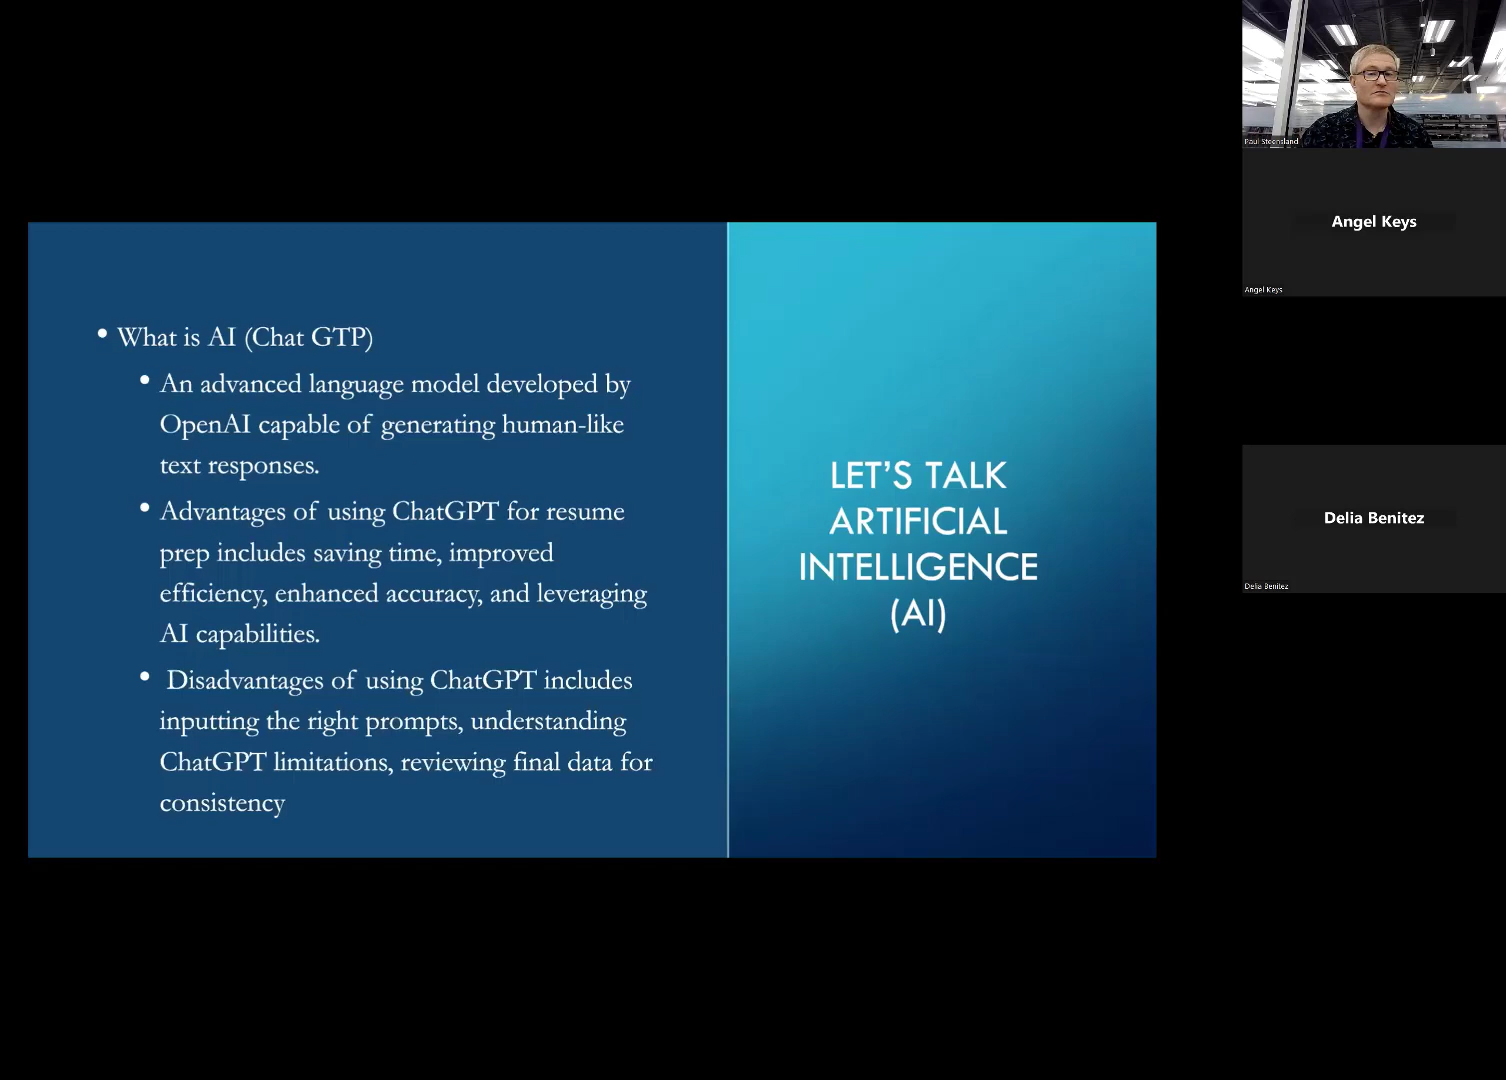 • What is AI (Chat GTP)
• An advanced language model developed by
OpenAI capable of generating human-like
text responses.
• Advantages of using ChatGPT for resume
prep includes saving time, improved
efficiency, enhanced accuracy, and leveraging
AI capabilities.
• Disadvantages of using ChatGPT includes
inputting the right prompts, understanding
ChatGPT limitations, reviewing final data for
consistency
LET’S TALK
ARTIFICIAL
INTELLIGENCE
(AI)
Paul Steensland
Angel Keys
Angel Keys
Delia Benitez
Delia Benitez